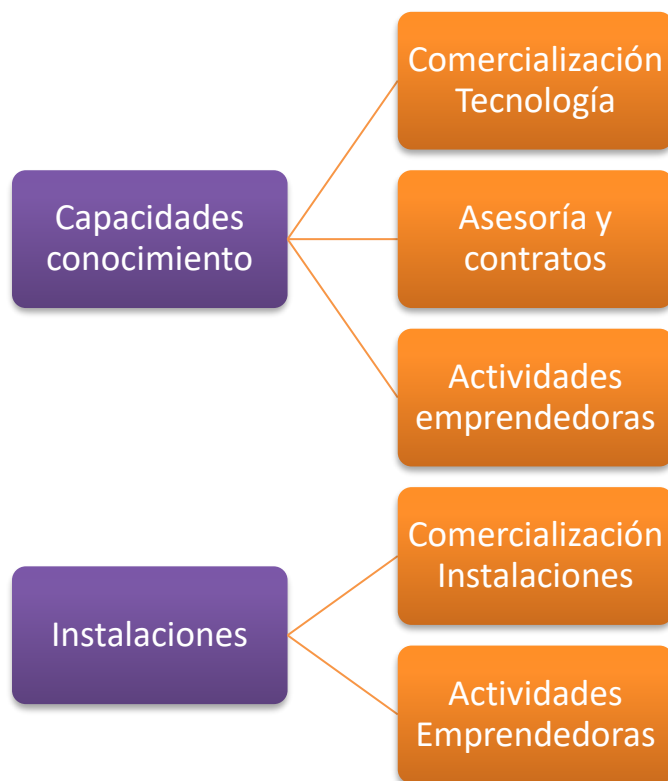 Capacidades
conocimiento
Comercialización
Tecnología
Asesoría y
contratos
Actividades
emprendedoras
Instalaciones
Comercialización
Instalaciones
Actividades
Emprendedoras